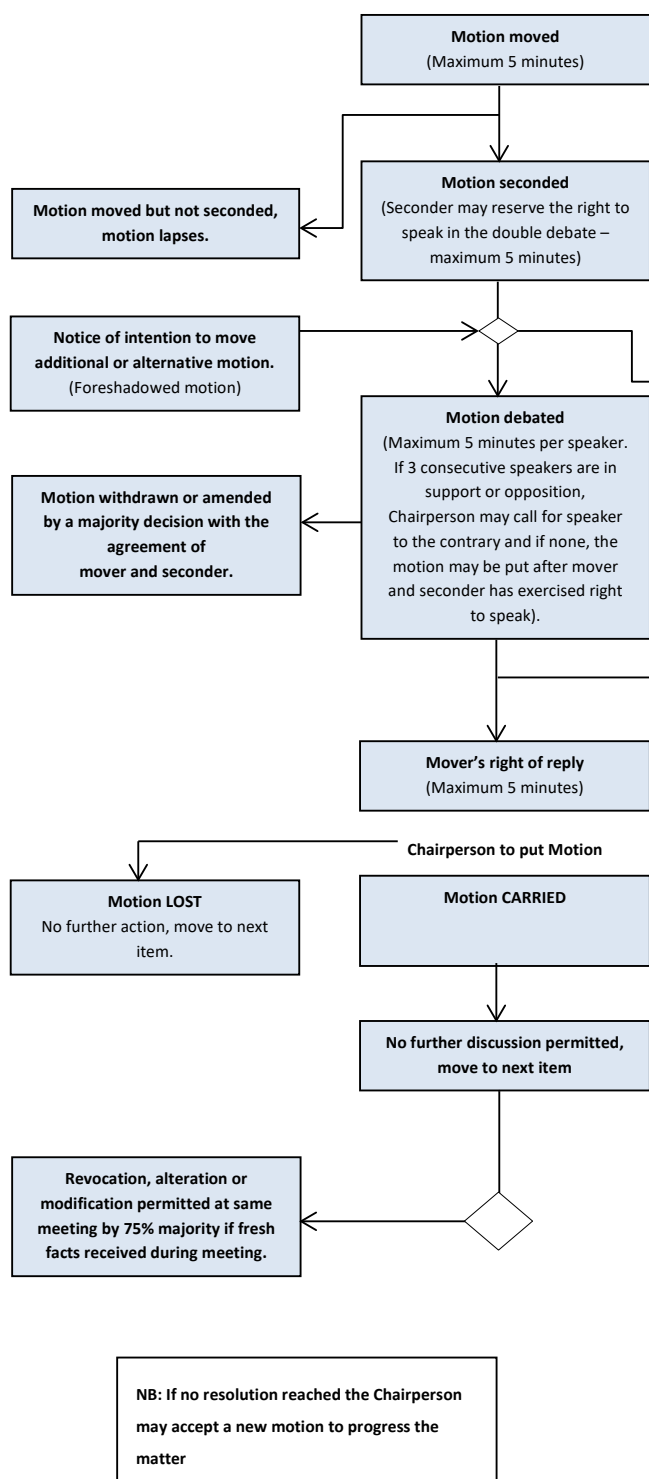 Motion moved
(Maximum 5 minutes)
Motion seconded
(Seconder may reserve the right to
speak in the double debate –
maximum 5 minutes)
Motion moved but not seconded,
motion lapses.
Notice of intention to move
additional or alternative motion.
(Foreshadowed motion)
Motion debated
(Maximum 5 minutes per speaker.
If 3 consecutive speakers are in
support or opposition,
Chairperson may call for speaker
to the contrary and if none, the
motion may be put after mover
and seconder has exercised right
to speak).
Motion withdrawn or amended
by a majority decision with the
agreement of
mover and seconder.
Mover’s right of reply
(Maximum 5 minutes)
Chairperson to put Motion
Motion LOST
No further action, move to next
item.
Motion CARRIED
No further discussion permitted,
move to next item
Revocation, alteration or
modification permitted at same
meeting by 75% majority if fresh
facts received during meeting.
NB: If no resolution reached the Chairperson
may accept a new motion to progress the
matter